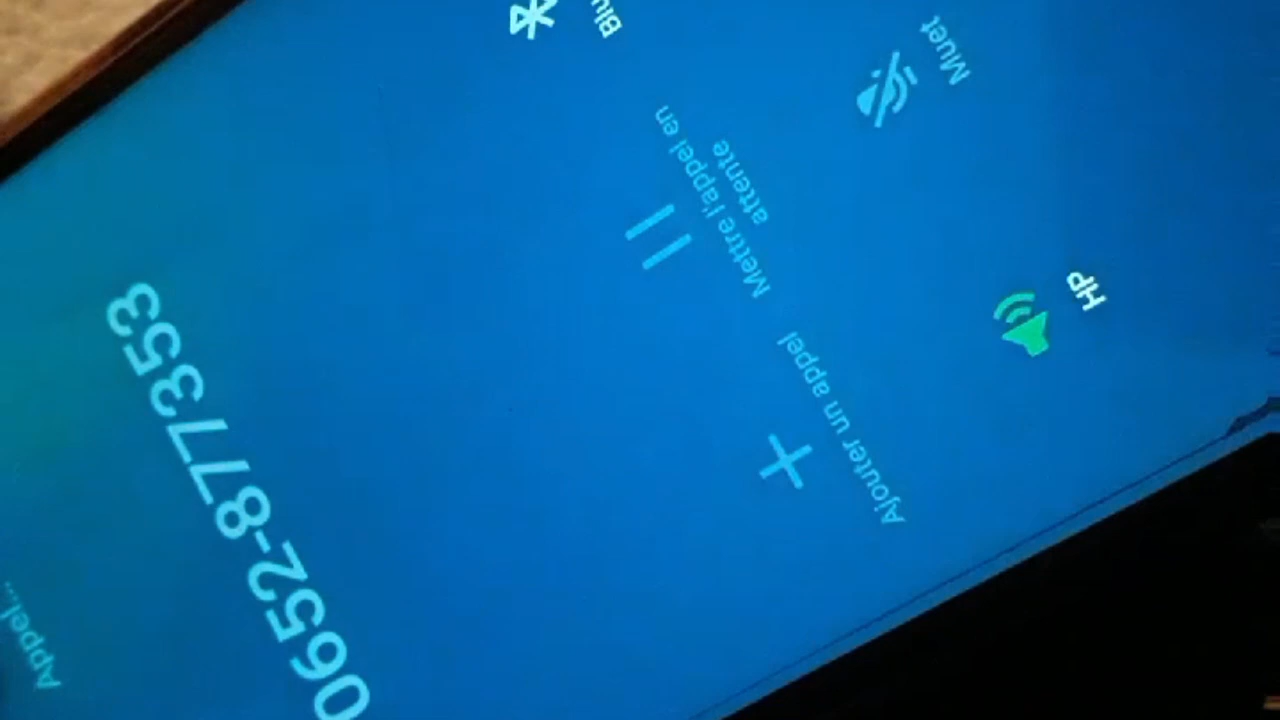 Appel...
0652-877353
Ajouter un appel
Mettre l'appel en
attente
HP
Muet